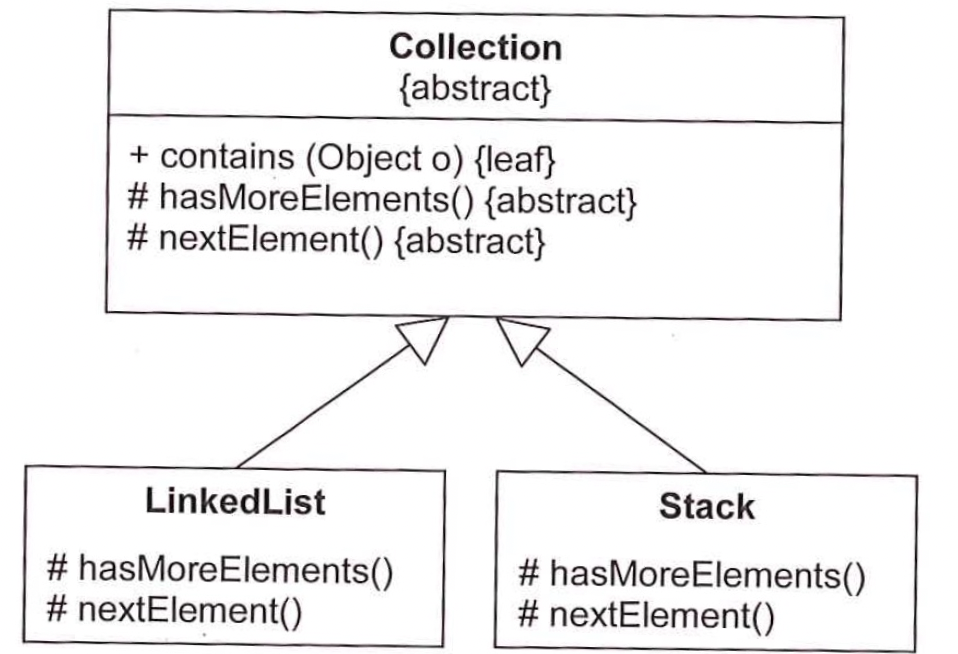 Collection
{abstract}
+ contains (Object o) {leaf}
# hasMoreElements() {abstract}
# nextElement() {abstract}
LinkedList
# hasMoreElements()
# nextElement()
Stack
# hasMoreElements()
# nextElement()